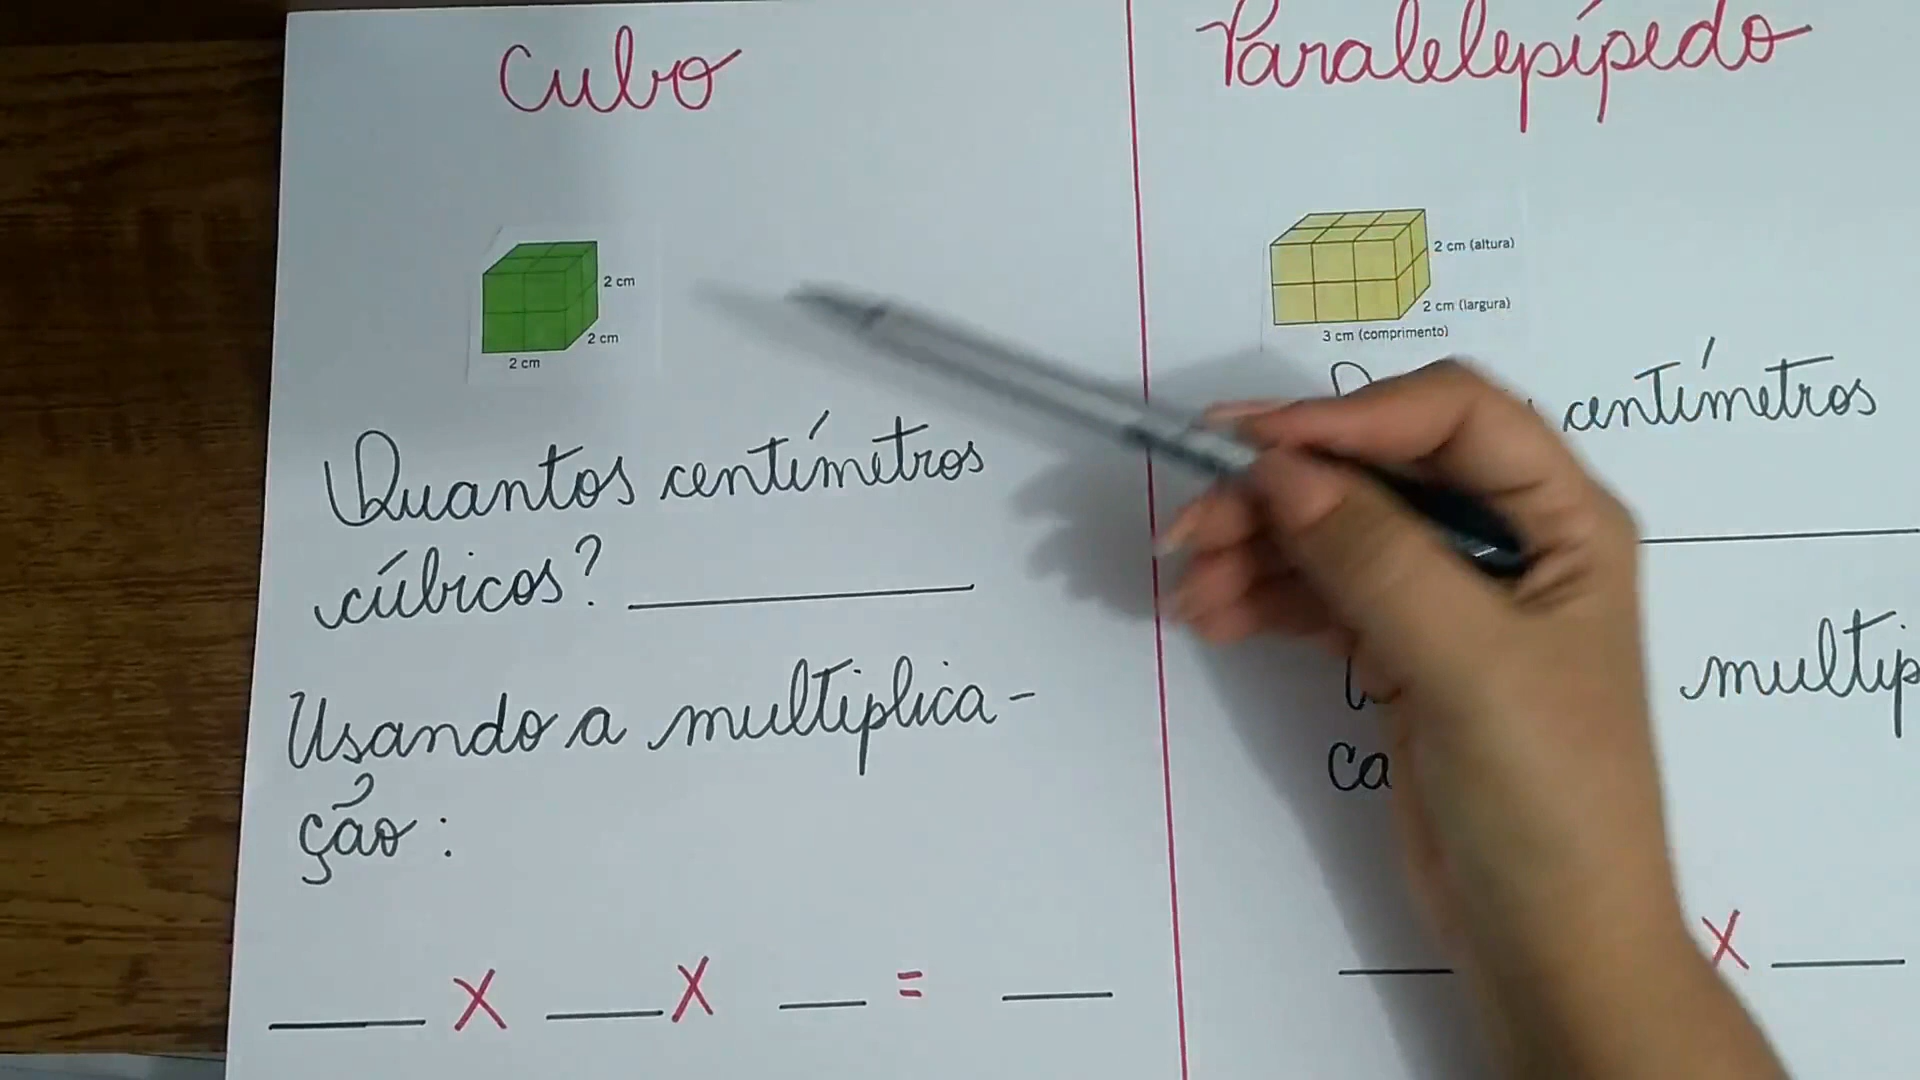 Cubo
2 cm
2 cm
2 cm
Quantos centímetros
cúbicos?
Usando a multiplica-
ção:
X X =
Paralelepípedo
2 cm (altura)
2 cm (largura)
3 cm (comprimento)
centímetros
multip
ca
X